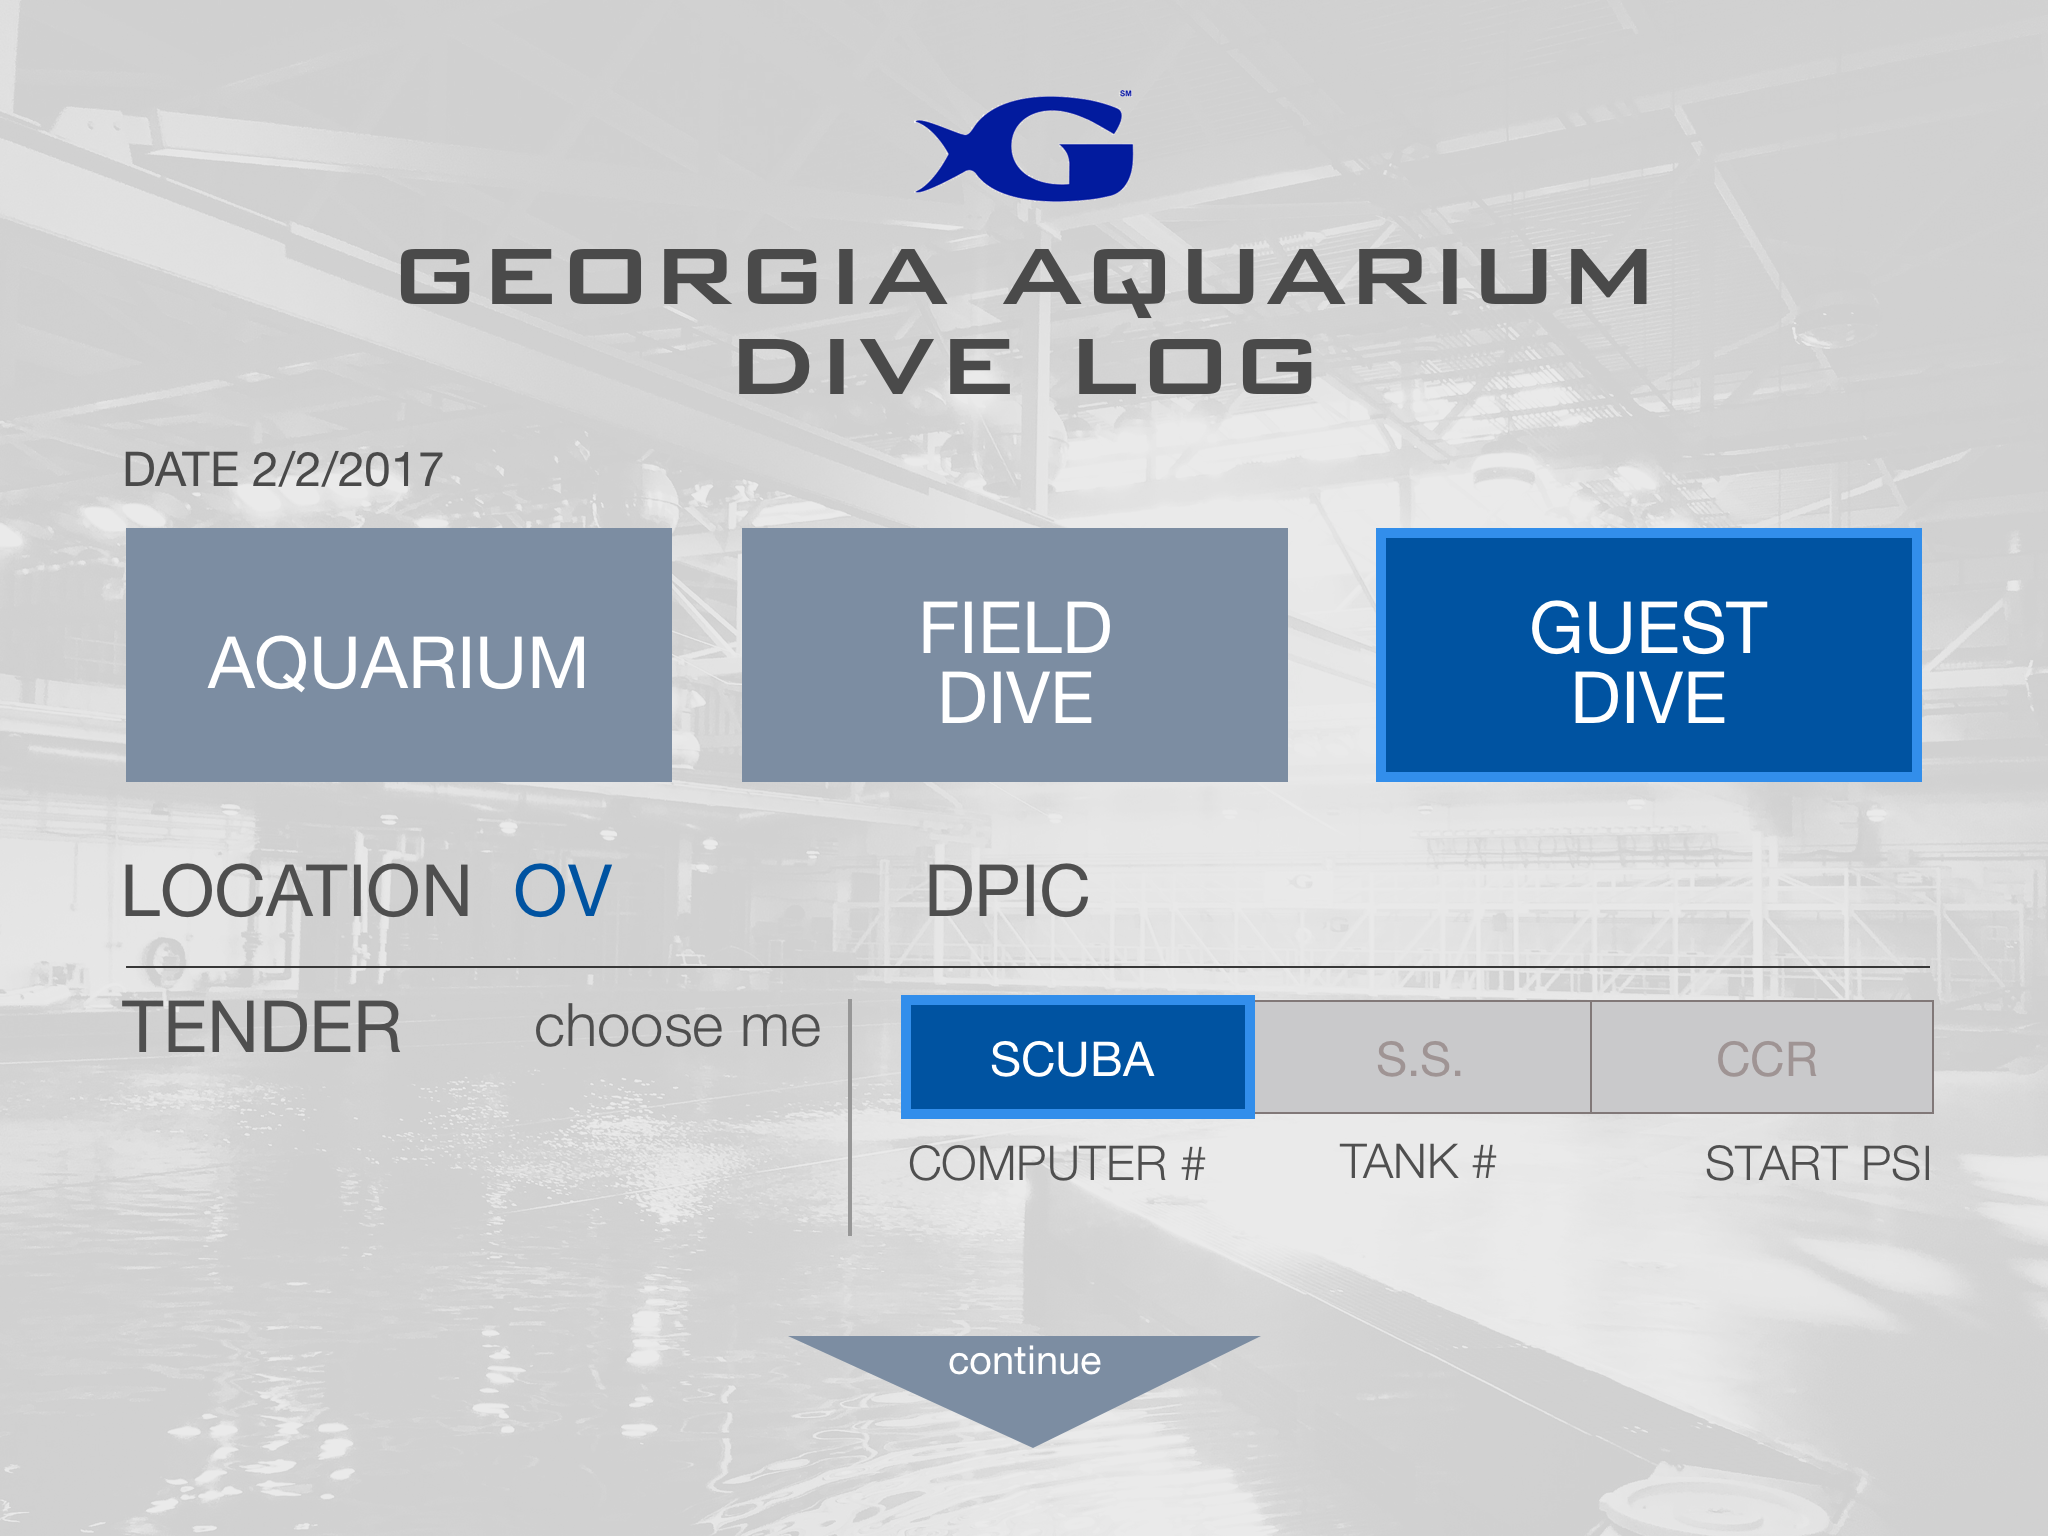 G SM
GEORGIA AQUARIUM
DIVE LOG
DATE 2/2/2017
AQUARIUM
FIELD
DIVE
GUEST
DIVE
LOCATION OV
DPIC
TENDER choose me
SCUBA
S.S.
CCR
COMPUTER #
TANK #
START PSI
continue